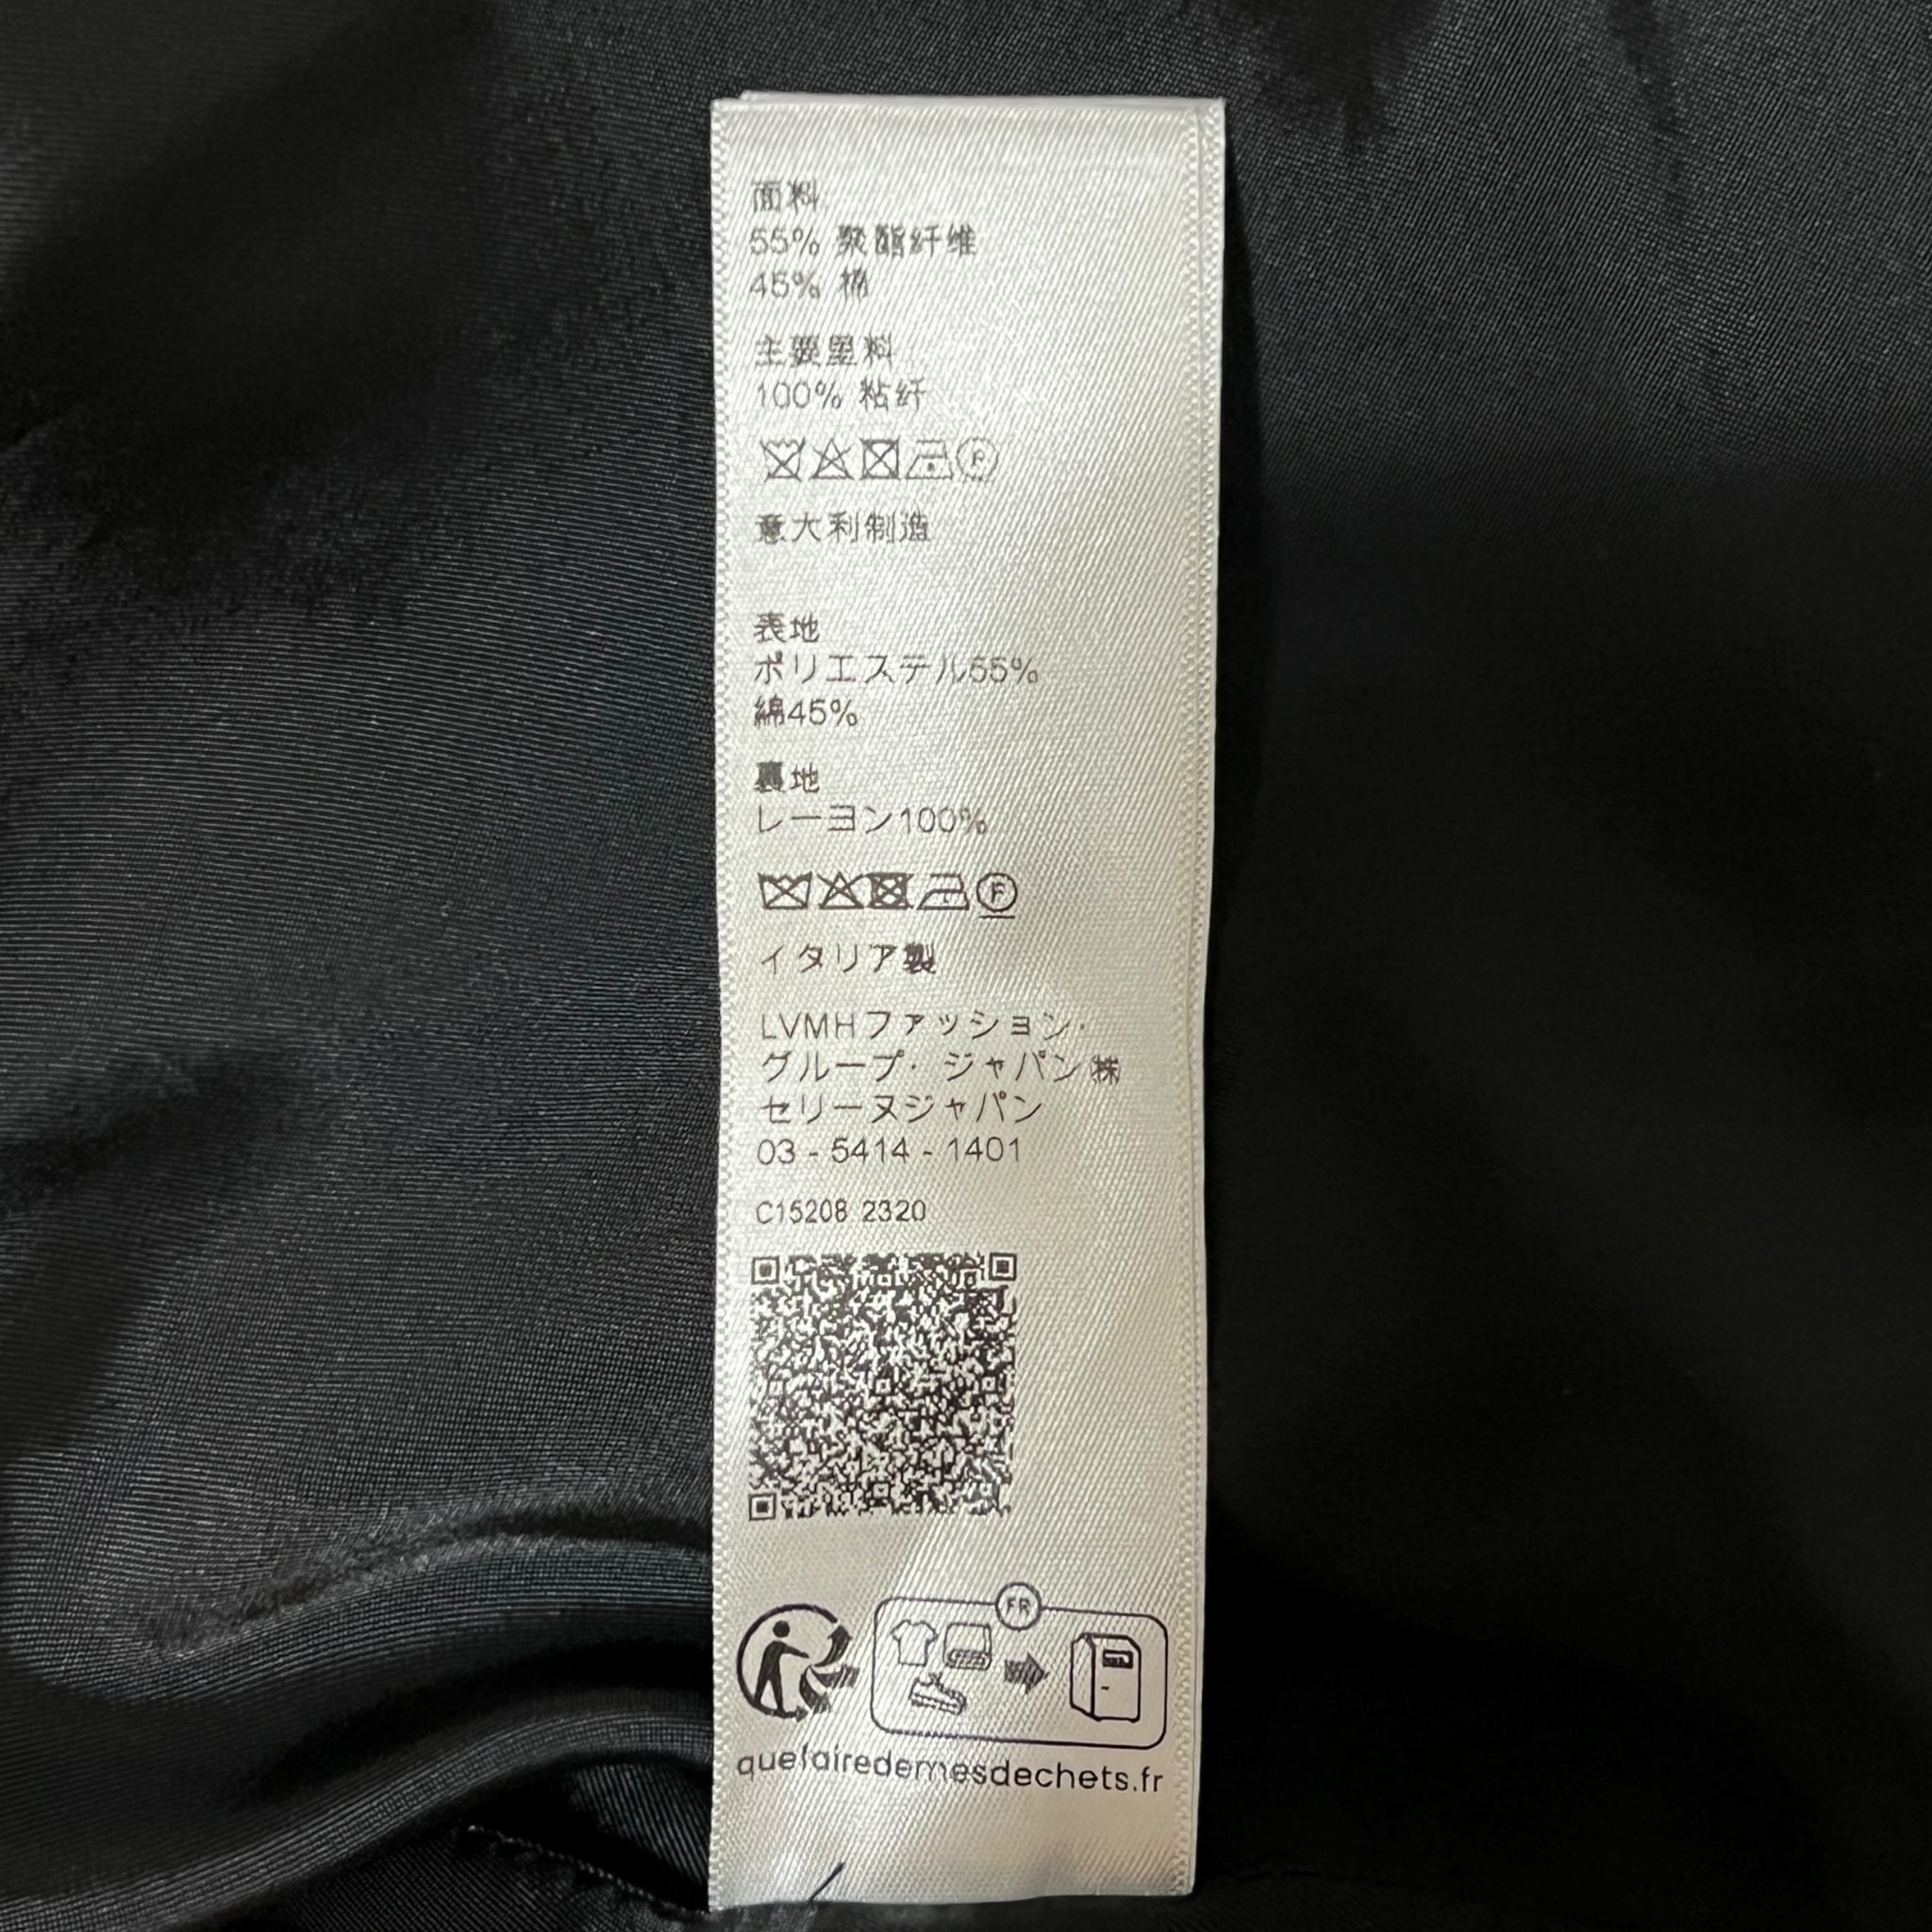 面料
55% 聚酯纤维
45% 棉
主要里料
100% 粘纤
F
意大利制造
表地
ポリエステル55%
綿45%
裏地
レーヨン100%
F
イタリア製
LVMHファッション・
グループ・ジャパン㈱
セリーヌジャパン
03 - 5414 - 1401
C15208 2320
FR
quefairedemesdechets.fr